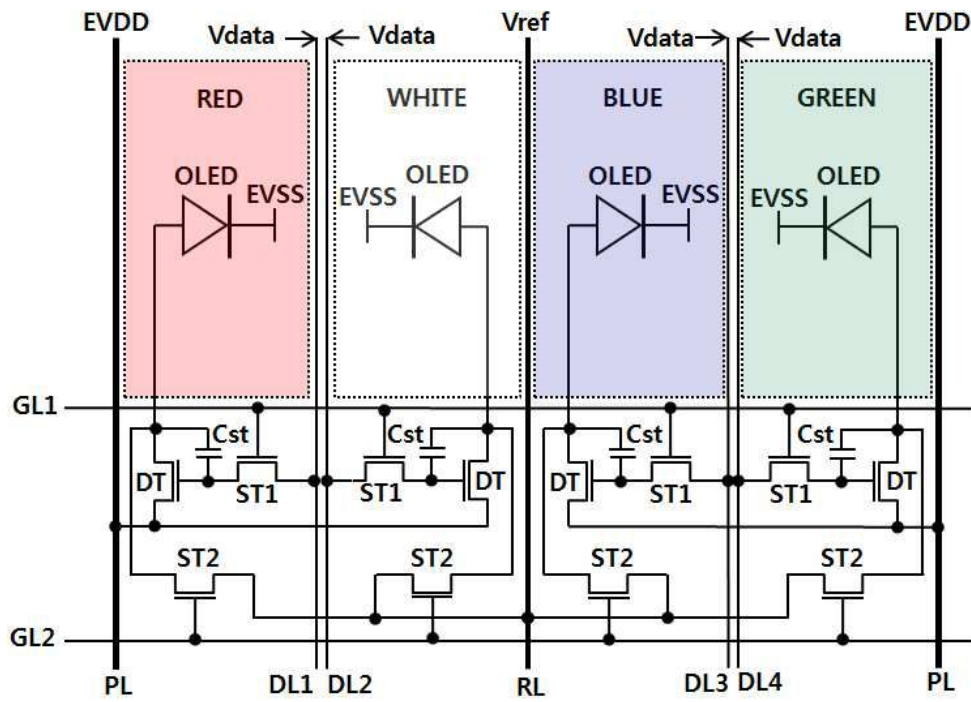 EVDD Vref EVDD
Vdata Vdata Vdata Vdata
RED WHITE BLUE GREEN
OLED OLED OLED OLED
EVSS EVSS EVSS EVSS
GL1
Cst Cst Cst Cst
DT ST1 ST1 DT DT ST1 ST1 DT
ST2 ST2 ST2 ST2
GL2
PL DL1 DL2 RL DL3 DL4 PL